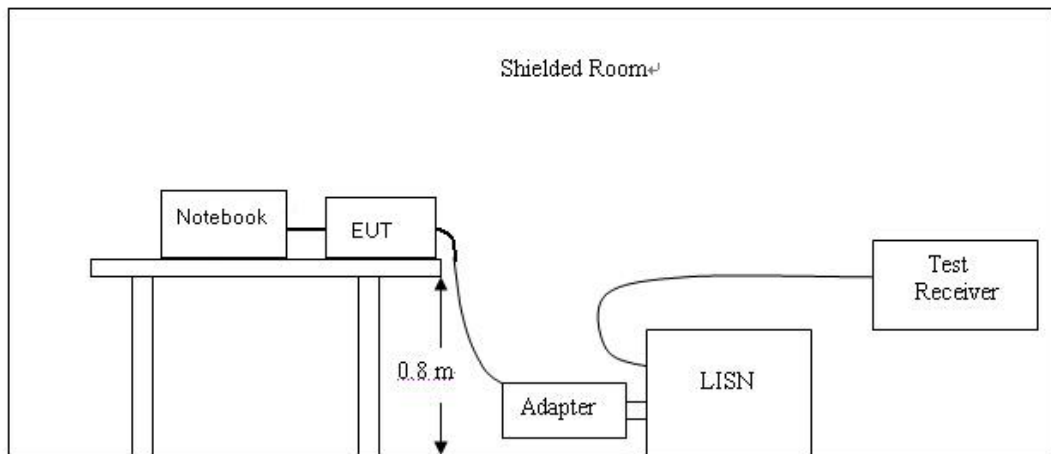 Shielded Room↵
Notebook
EUT
Test
Receiver
0.8 m
LISN
Adapter